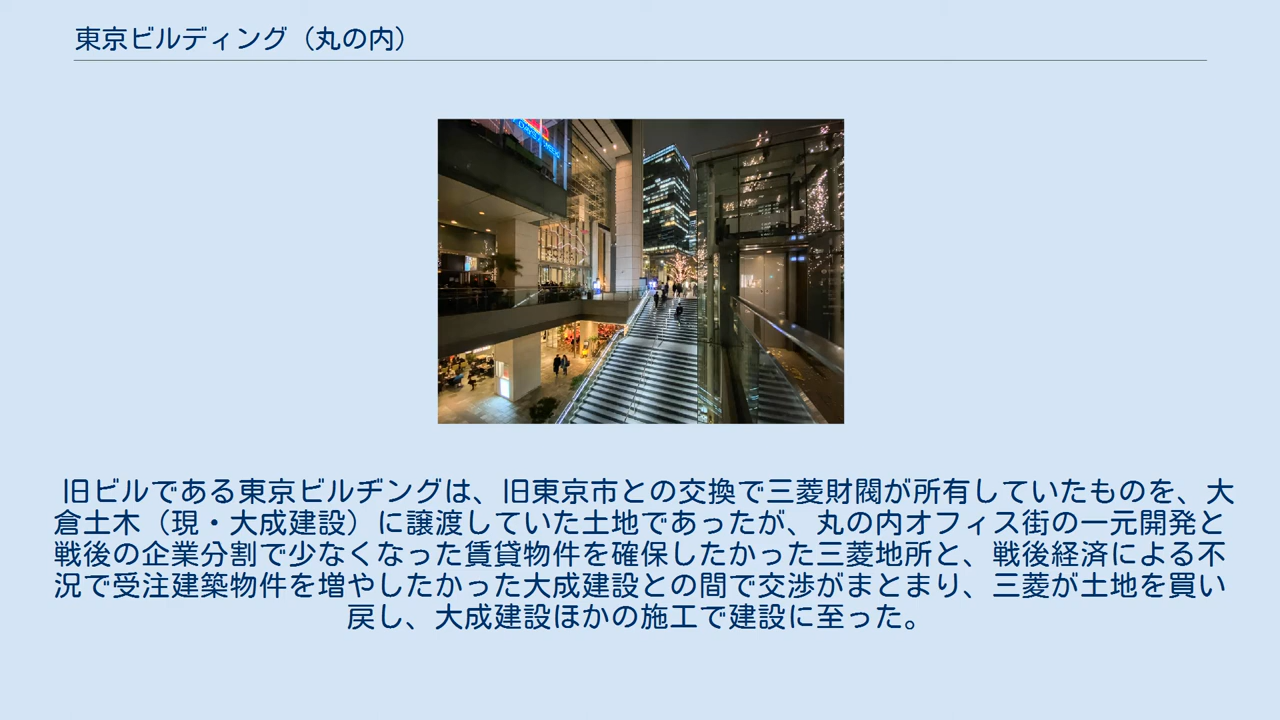 東京ビルディング（丸の内）
旧ビルである東京ビルヂングは、旧東京市との交換で三菱財閥が所有していたものを、大
倉土木（現・大成建設）に譲渡していた土地であったが、丸の内オフィス街の一元開発と
戦後の企業分割で少なくなった賃貸物件を確保したかった三菱地所と、戦後経済による不
況で受注建築物件を増やしたかった大成建設との間で交渉がまとまり、三菱が土地を買い
戻し、大成建設ほかの施工で建設に至った。